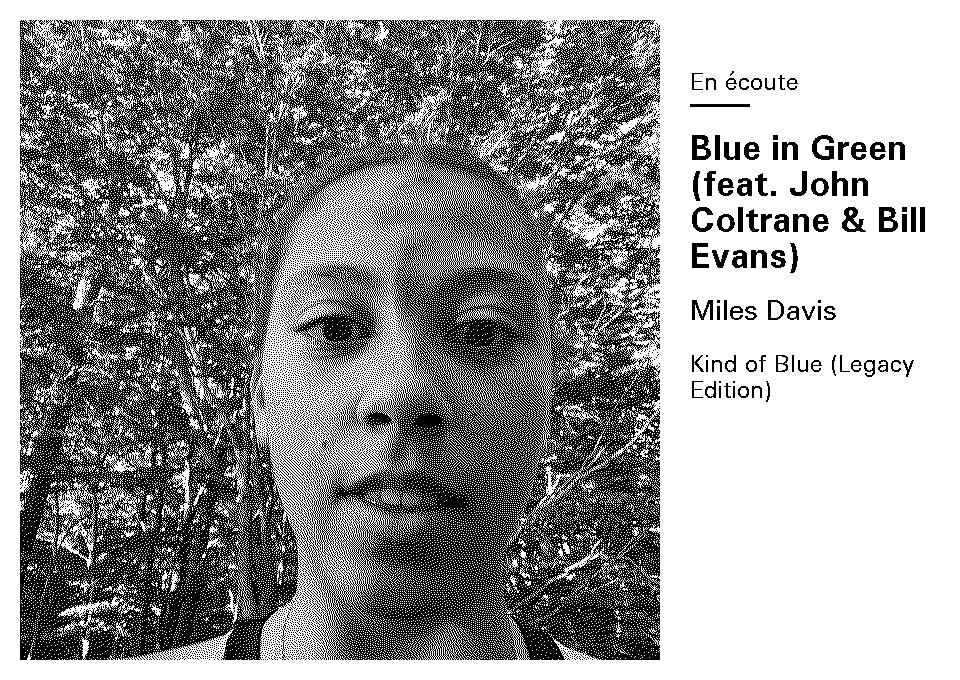 En écoute
Blue in Green
(feat. John
Coltrane & Bill
Evans)
Miles Davis
Kind of Blue (Legacy
Edition)